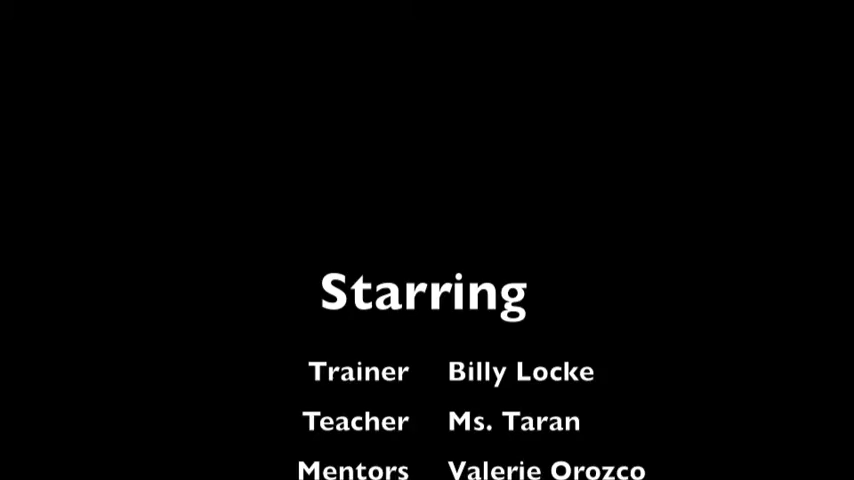 Starring
Trainer Billy Locke
Teacher Ms. Taran
Mentors Valerie Orozco